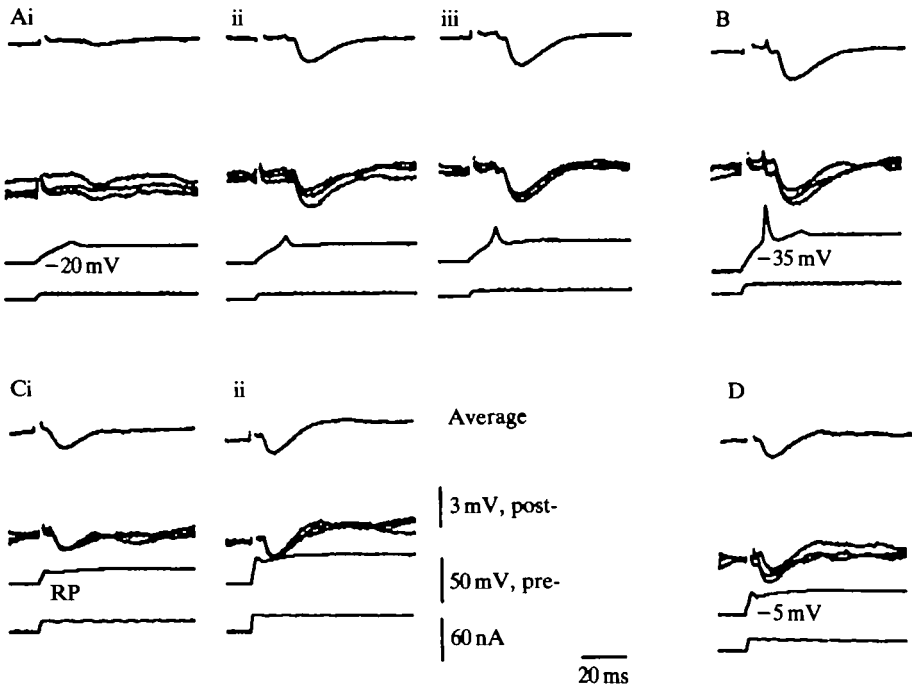 Ai
ii
iii
B
−20 mV
−35 mV
Ci
ii
Average
D
3 mV, post-
50 mV, pre-
RP
−5 mV
60 nA
20 ms